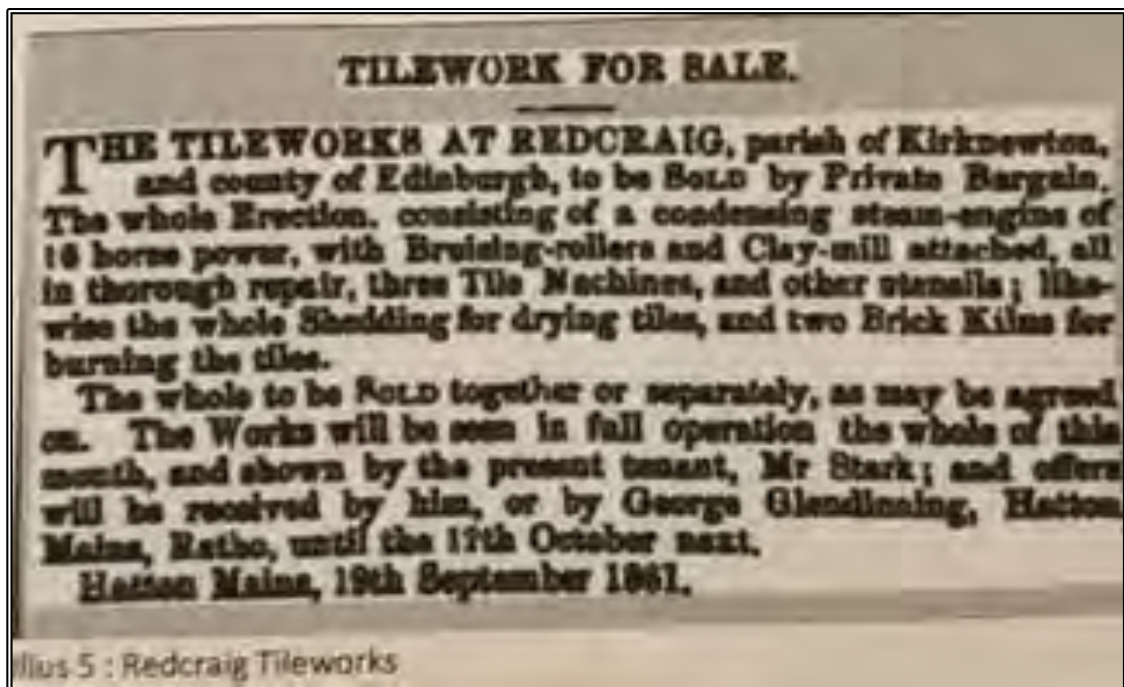 TILEWORK FOR SALE.
THE TILEWORKS AT REDCRAIG, parish of Kirknewton,
and county of Edinburgh, to be SOLD by Private Bargain.
The whole Erection, consisting of a condensing steam-engine of
horse power, with Bruising-rollers and Clay-mill attached, all
in thorough repair, three Tile Machines, and other utensils; like-
wise the whole Shedding for drying tiles, and two Brick Kilns for
burning the tiles.
The whole to be SOLD together or separately, as may be agreed
on. The Works will be seen in full operation the whole of this
month, and shown by the present tenant, Mr Stark; and offers
will be received by him, or by George Glendinning, Hatton
Mains, Ratho, until the 17th October next.
Hatton Mains, 19th September 1861.
Illus 5 : Redcraig Tileworks